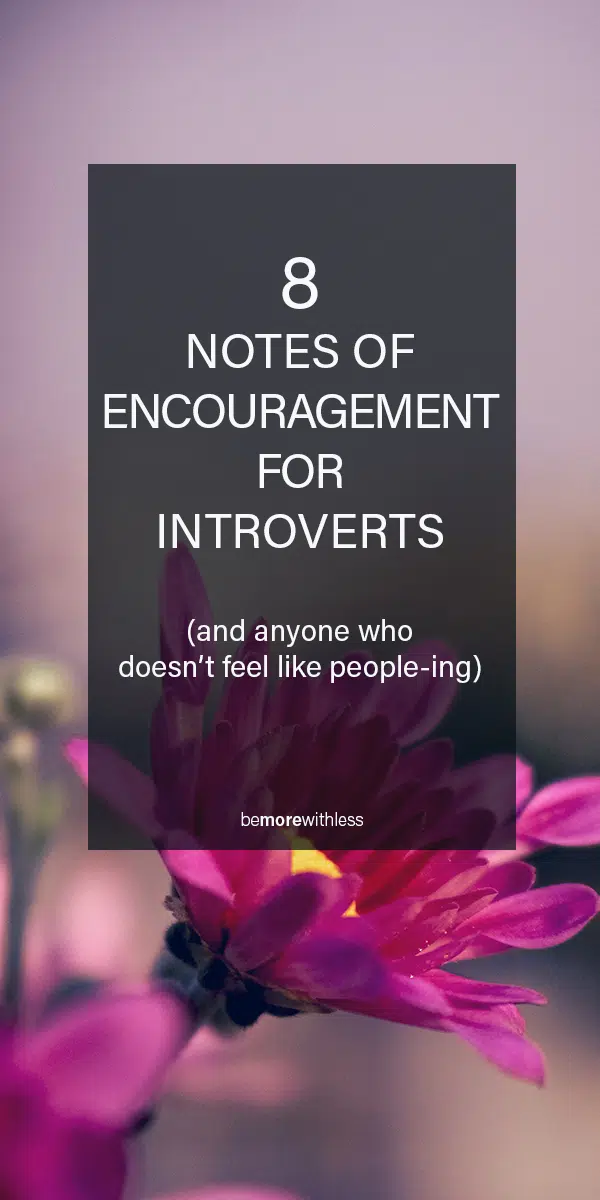 8
NOTES OF
ENCOURAGEMENT
FOR
INTROVERTS
(and anyone who
doesn’t feel like people-ing)
bemorewithless